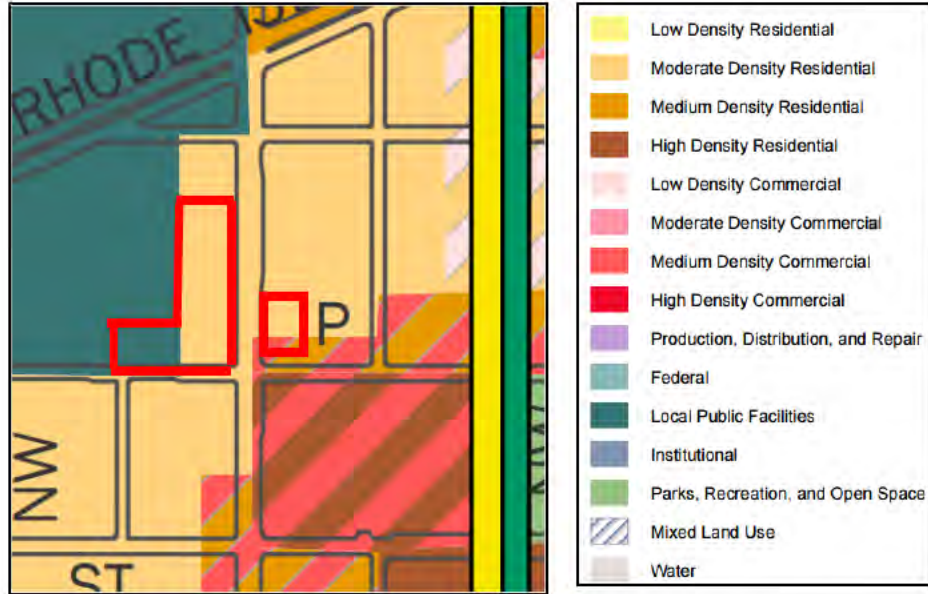 RHODE
P
NW
NW
ST
Low Density Residential
Moderate Density Residential
Medium Density Residential
High Density Residential
Low Density Commercial
Moderate Density Commercial
Medium Density Commercial
High Density Commercial
Production, Distribution, and Repair
Federal
Local Public Facilities
Institutional
Parks, Recreation, and Open Space
Mixed Land Use
Water